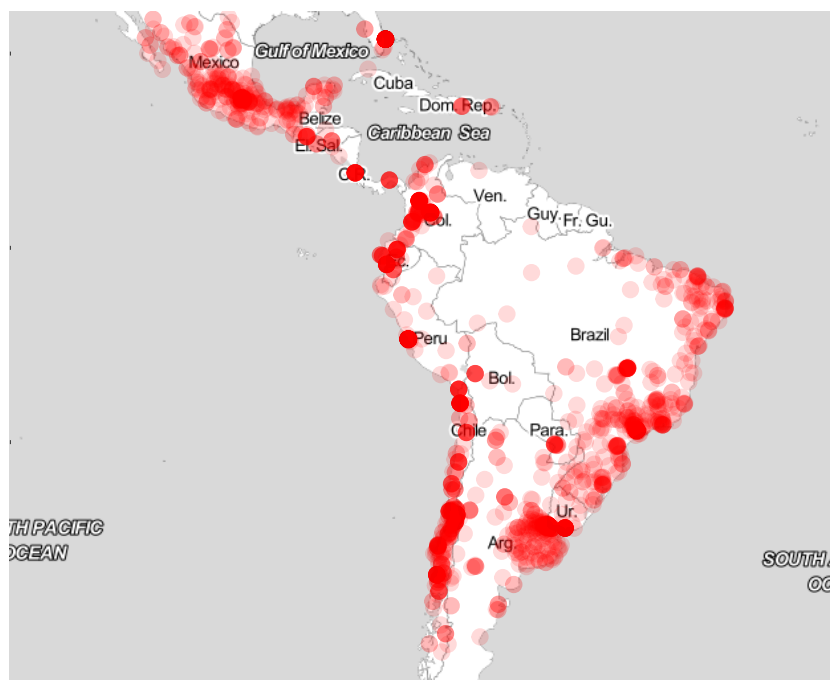 Gulf of Mexico
Mexico
Cuba
Dom. Rep.
Belize
Caribbean Sea
El. Sal.
C.R.
Ven.
Guy.
Fr. Gu.
Col.
Brazil
Peru
Bol.
Chile
Para.
Ur.
Arg.
TH PACIFIC
OCEAN
SOUTH A
OC